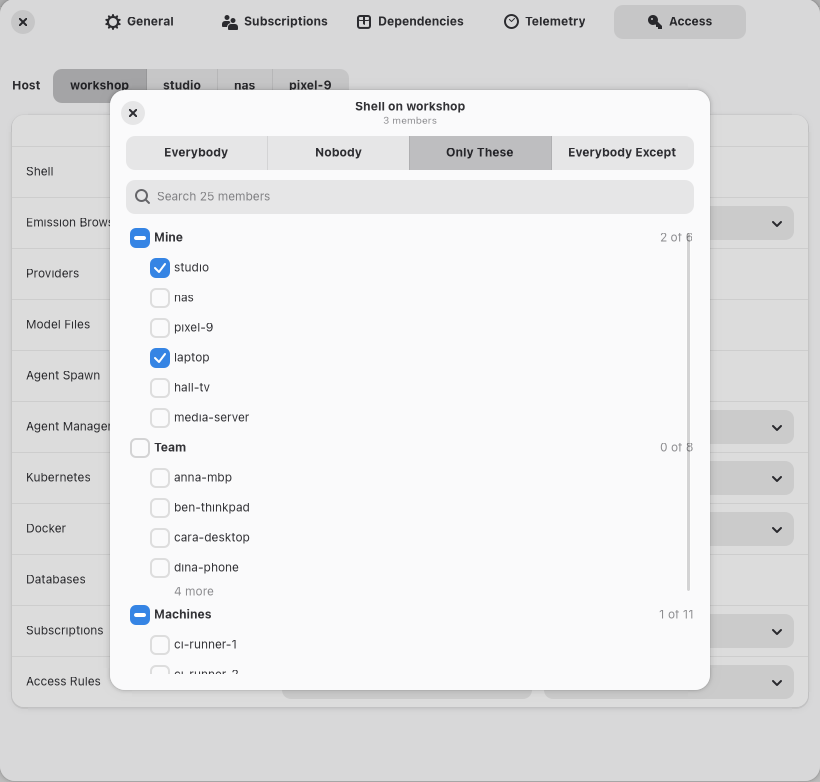 General
Subscriptions
Dependencies
Telemetry
Access
Host
workshop
studio
nas
pixel-9
Shell on workshop
3 members
Everybody
Nobody
Only These
Everybody Except
Search 25 members
Mine
2 of 6
studio
nas
pixel-9
laptop
hall-tv
media-server
Team
0 of 8
anna-mbp
ben-thinkpad
cara-desktop
dina-phone
4 more
Machines
1 of 11
ci-runner-1
ci-runner-2
Shell
Emission Brows
Providers
Model Files
Agent Spawn
Agent Manager
Kubernetes
Docker
Databases
Subscriptions
Access Rules